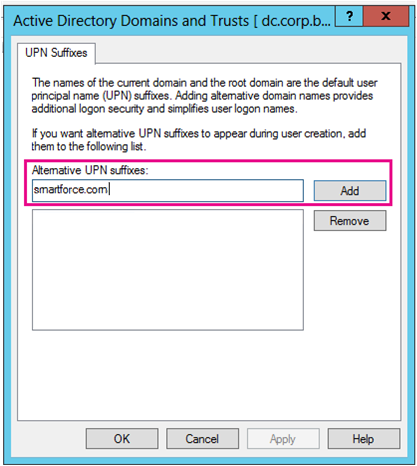 Active Directory Domains and Trusts [ dc.corp.b...
?
x
UPN Suffixes
The names of the current domain and the root domain are the default user
principal name (UPN) suffixes. Adding alternative domain names provides
additional logon security and simplifies user logon names.
If you want alternative UPN suffixes to appear during user creation, add
them to the following list.
Alternative UPN suffixes:
smartforce.com
Add
Remove
OK
Cancel
Apply
Help